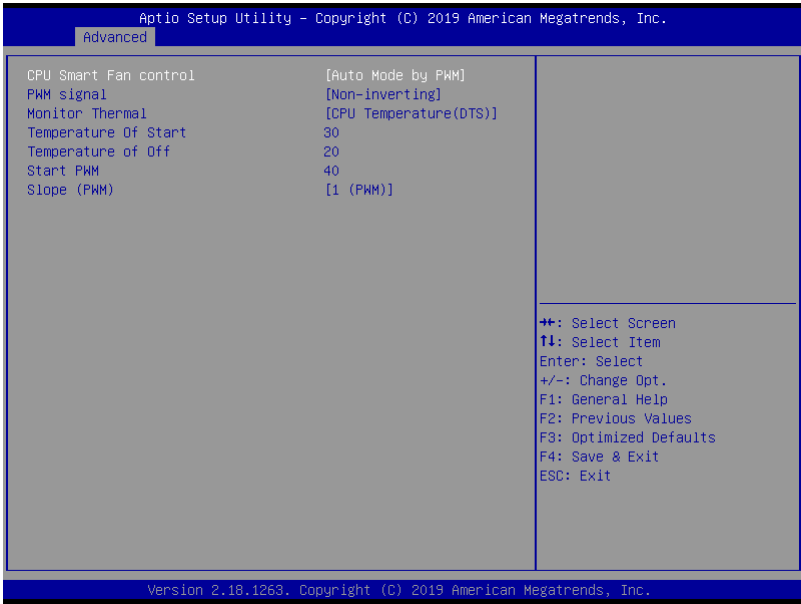 Aptio Setup Utility – Copyright (C) 2019 American Megatrends, Inc.
Advanced
CPU Smart Fan control [Auto Mode by PWM]
PWM signal [Non-inverting]
Monitor Thermal [CPU Temperature(DTS)]
Temperature Of Start 30
Temperature of Off 20
Start PWM 40
Slope (PWM) [1 (PWM)]
→←: Select Screen
↑↓: Select Item
Enter: Select
+/-: Change Opt.
F1: General Help
F2: Previous Values
F3: Optimized Defaults
F4: Save & Exit
ESC: Exit
Version 2.18.1263. Copyright (C) 2019 American Megatrends, Inc.